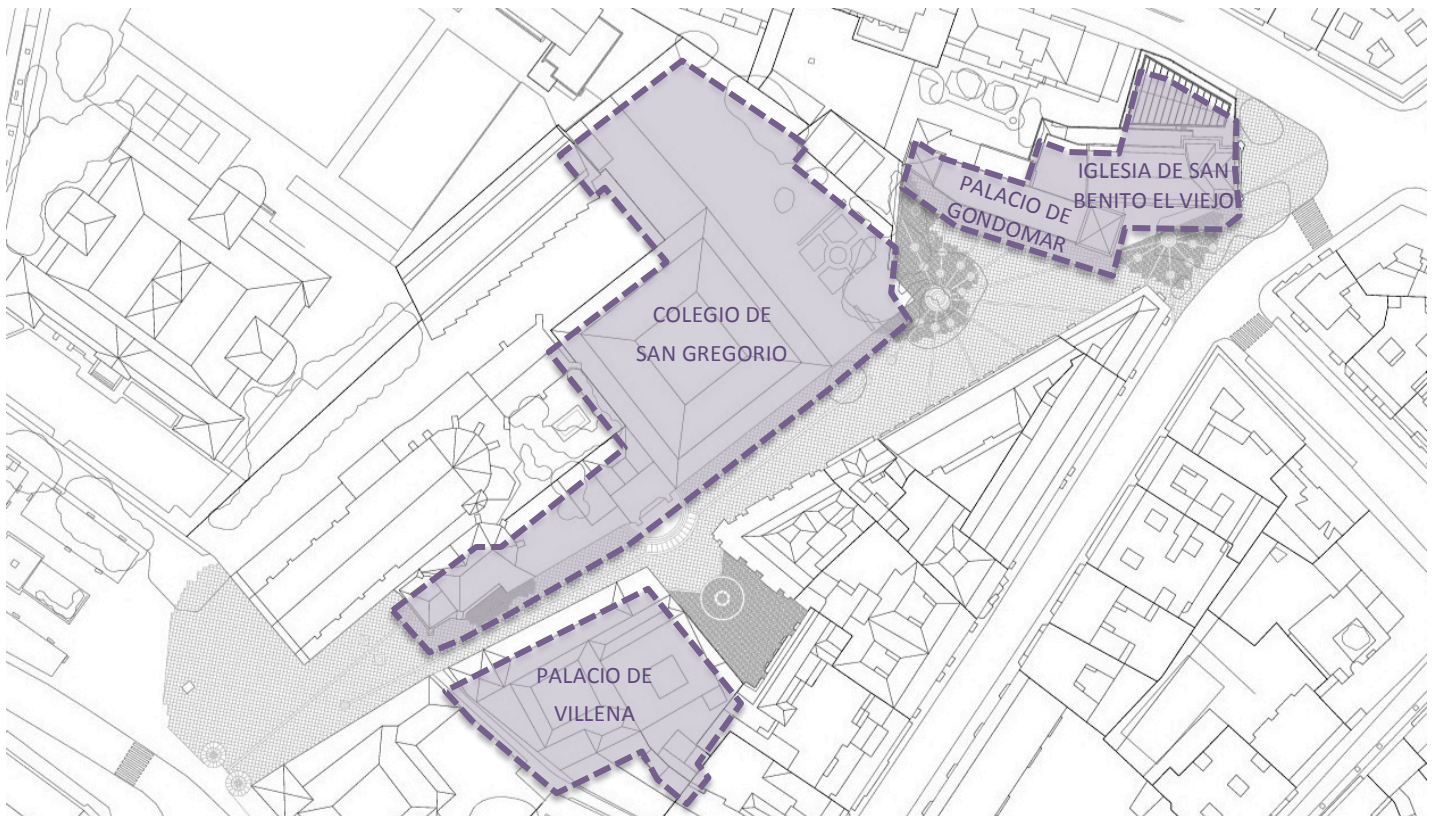 IGLESIA DE SAN
BENITO EL VIEJO
PALACIO DE
GONDOMAR
COLEGIO DE
SAN GREGORIO
PALACIO DE
VILLENA